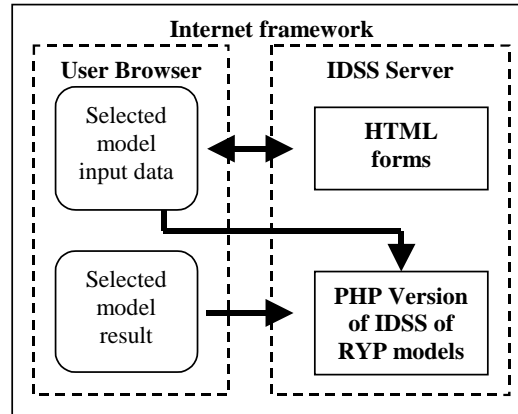 Internet framework
User Browser
Selected
model
input data
Selected
model
result
IDSS Server
HTML
forms
PHP Version
of IDSS of
RYP models